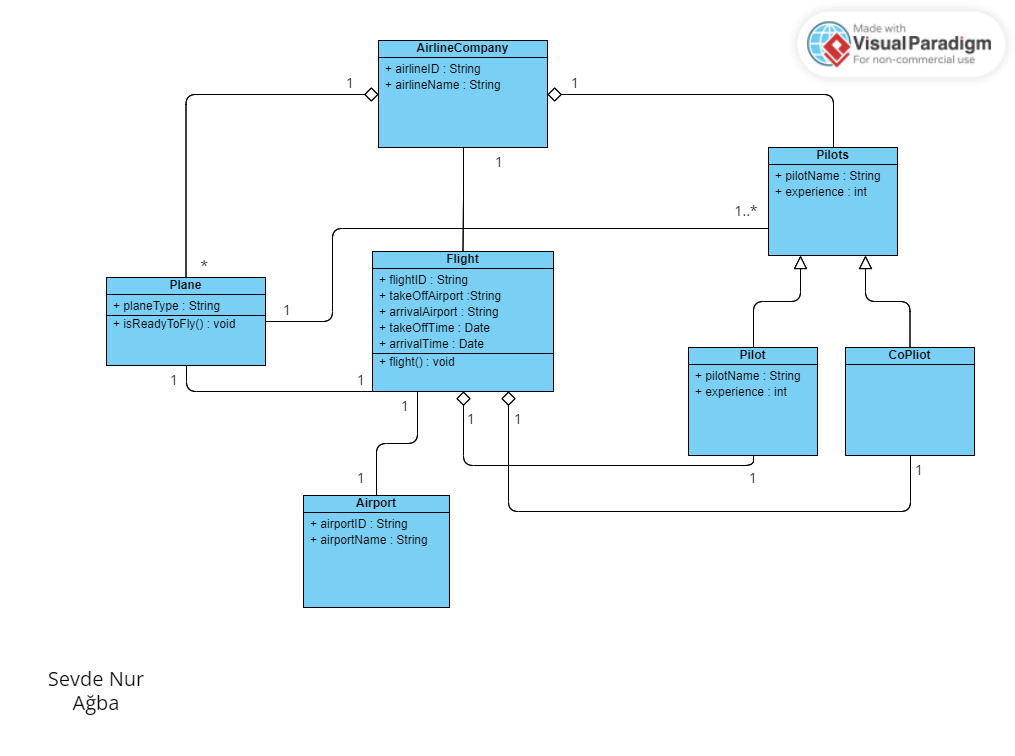 Made with
VisualParadigm
For non-commercial use
AirlineCompany
+ airlineID : String
+ airlineName : String
1
1
1
Pilots
+ pilotName : String
+ experience : int
1..*
Flight
+ flightID : String
+ takeOffAirport :String
+ arrivalAirport : String
+ takeOffTime : Date
+ arrivalTime : Date
+ flight() : void
*
Plane
+ planeType : String
+ isReadyToFly() : void
1
1
1
1
1
1
Pilot
+ pilotName : String
+ experience : int
CoPliot
1
1
1
Airport
+ airportID : String
+ airportName : String
Sevde Nur
Ağba